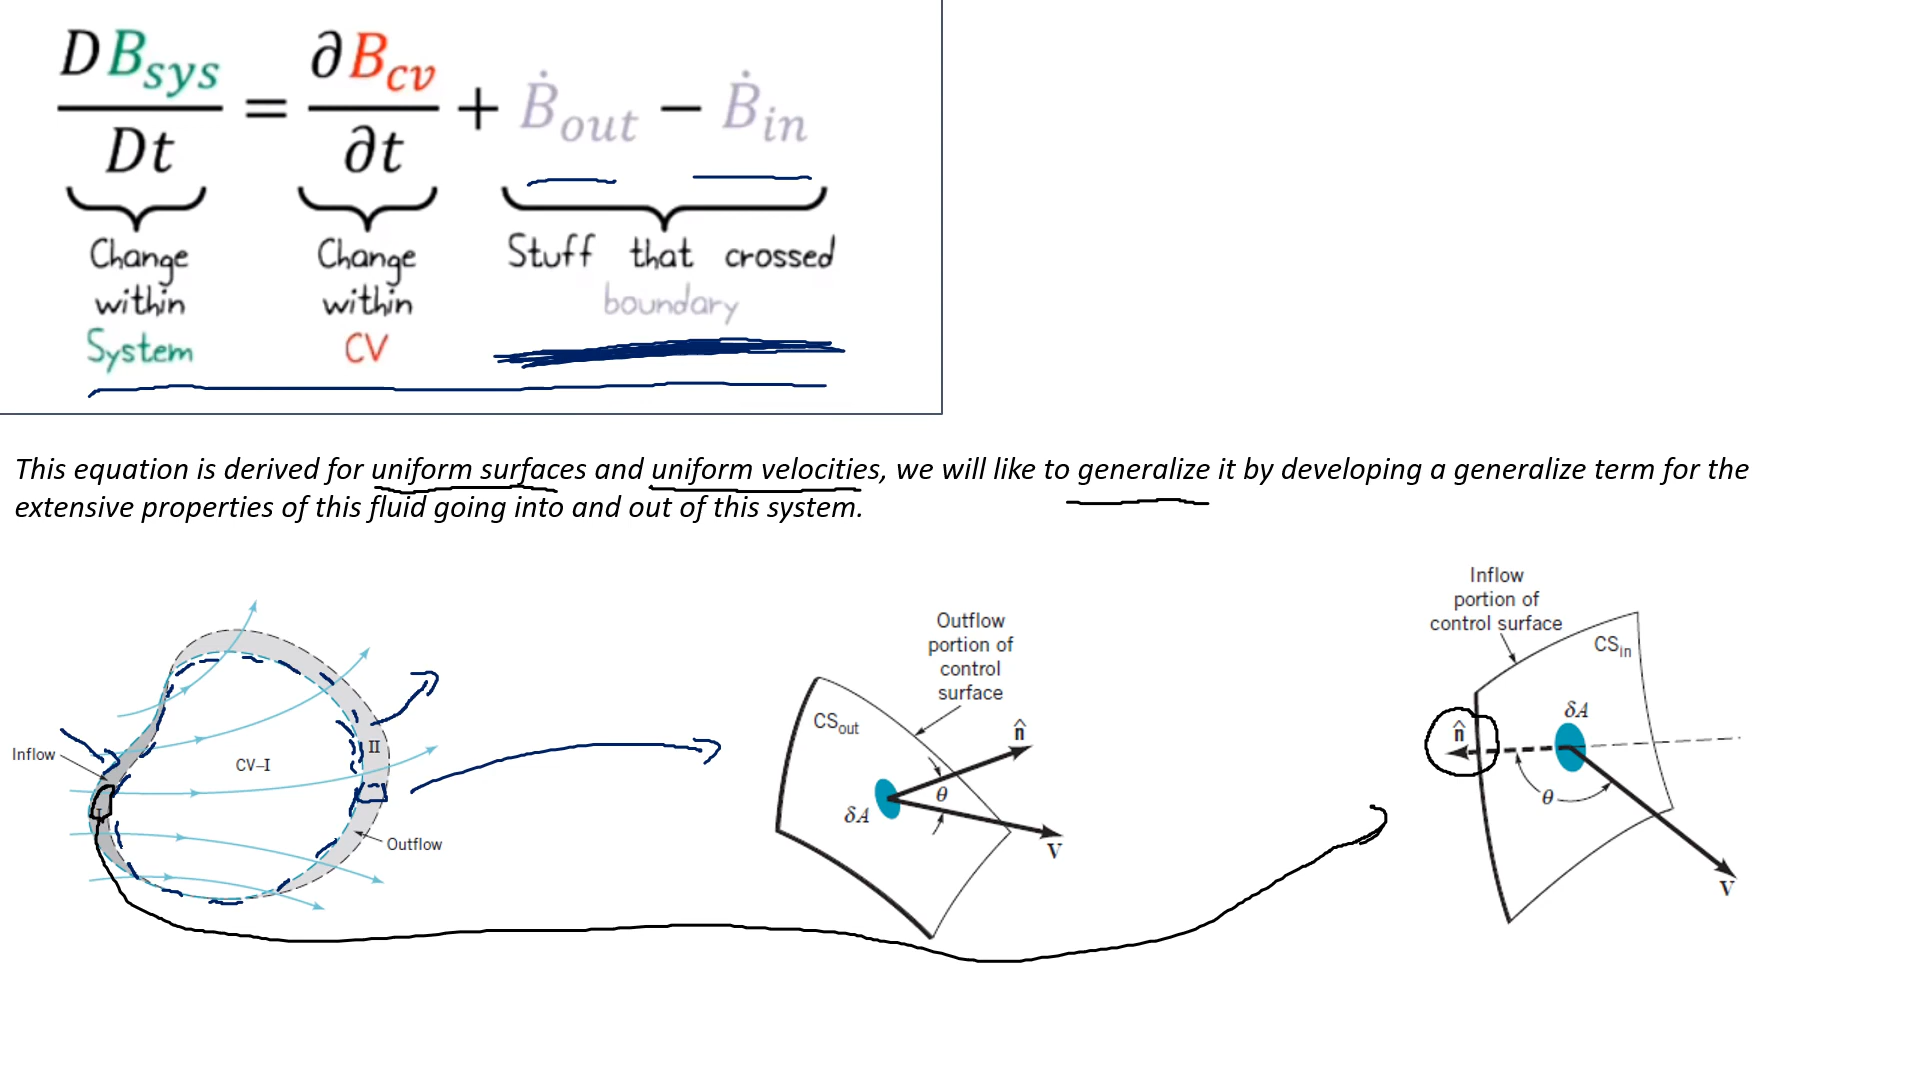 DB_sys/Dt = ∂B_cv/∂t + Ḃ_out − Ḃ_in
Change within System
Change within CV
Stuff that crossed boundary
This equation is derived for uniform surfaces and uniform velocities, we will like to generalize it by developing a generalize term for the
extensive properties of this fluid going into and out of this system.
Inflow
I
CV–I
II
Outflow
Outflow
portion of
control
surface
CS_out
n̂
θ
δA
V
Inflow
portion of
control surface
CS_in
δA
n̂
θ
V